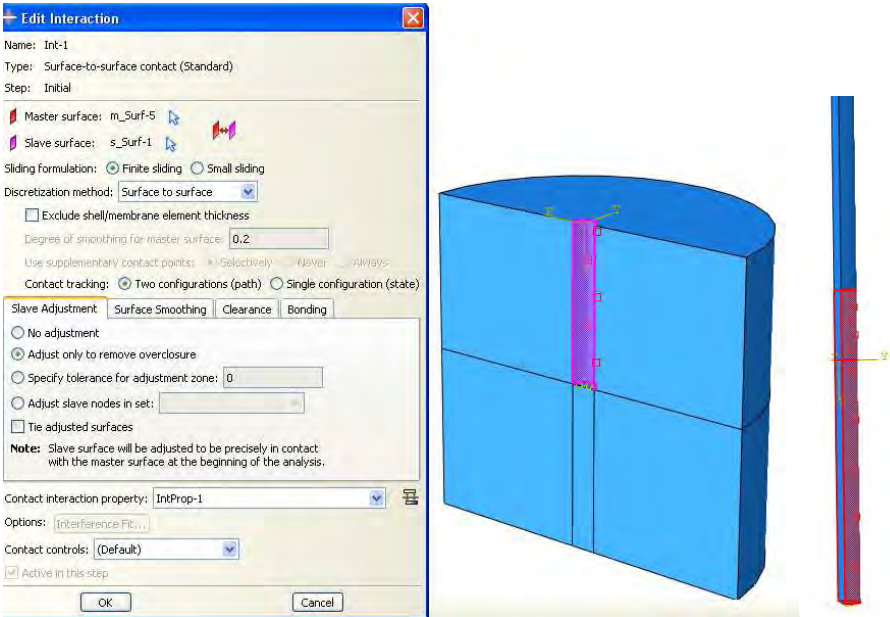 Edit Interaction
Name: Int-1
Type: Surface-to-surface contact (Standard)
Step: Initial
Master surface: m_Surf-5
Slave surface: s_Surf-1
Sliding formulation: Finite sliding Small sliding
Discretization method: Surface to surface
Exclude shell/membrane element thickness
Degree of smoothing for master surface: 0.2
Use supplementary contact points: Selectively Never Always
Contact tracking: Two configurations (path) Single configuration (state)
Slave Adjustment Surface Smoothing Clearance Bonding
No adjustment
Adjust only to remove overclosure
Specify tolerance for adjustment zone: 0
Adjust slave nodes in set:
Tie adjusted surfaces
Note: Slave surface will be adjusted to be precisely in contact
with the master surface at the beginning of the analysis.
Contact interaction property: IntProp-1
Options: Interference Fit...
Contact controls: (Default)
Active in this step
OK Cancel
Y
Y